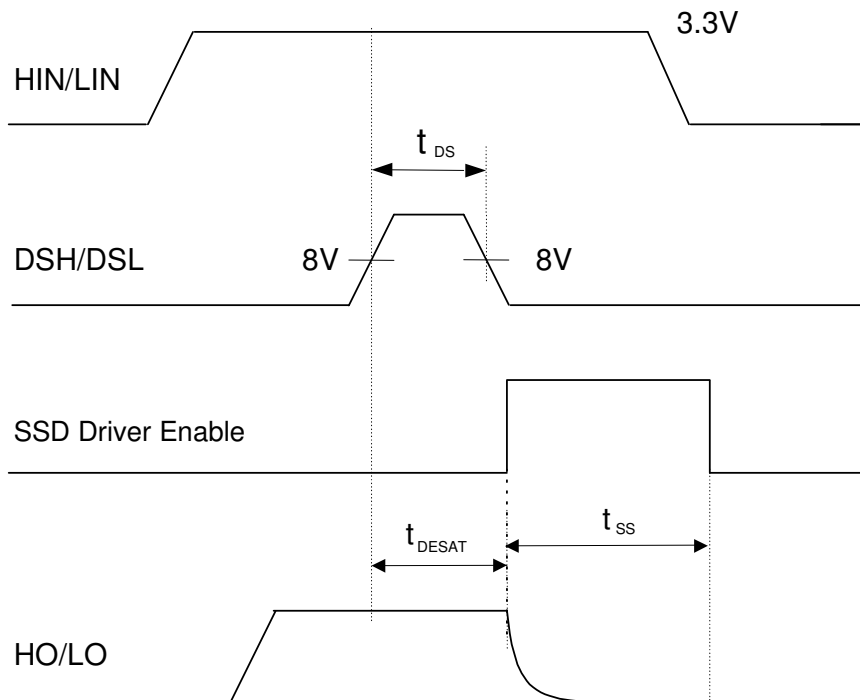 3.3V
HIN/LIN
t DS
DSH/DSL
8V
8V
SSD Driver Enable
t DESAT
t SS
HO/LO